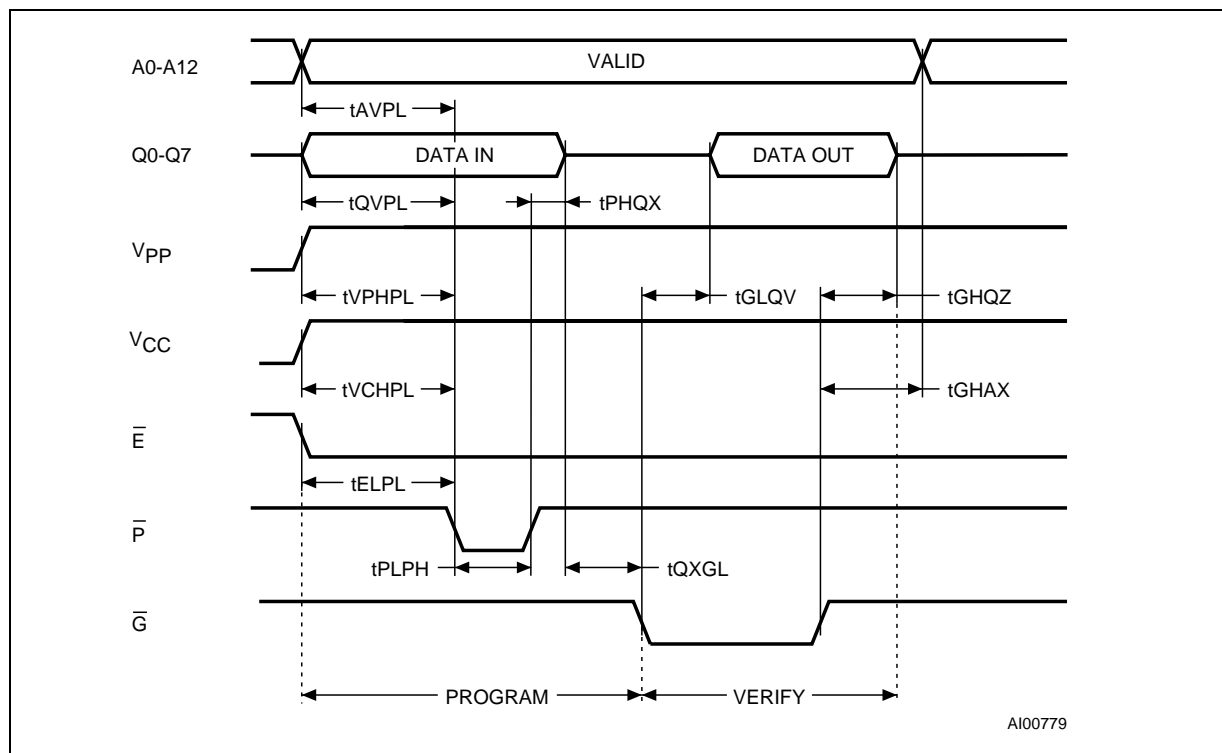 A0-A12
VALID
tAVPL
Q0-Q7
DATA IN
DATA OUT
tQVPL
tPHQX
VPP
tVPHPL
tGLQV
tGHQZ
VCC
tVCHPL
tGHAX
E̅
tELPL
P̅
tPLPH
tQXGL
G̅
PROGRAM
VERIFY
AI00779